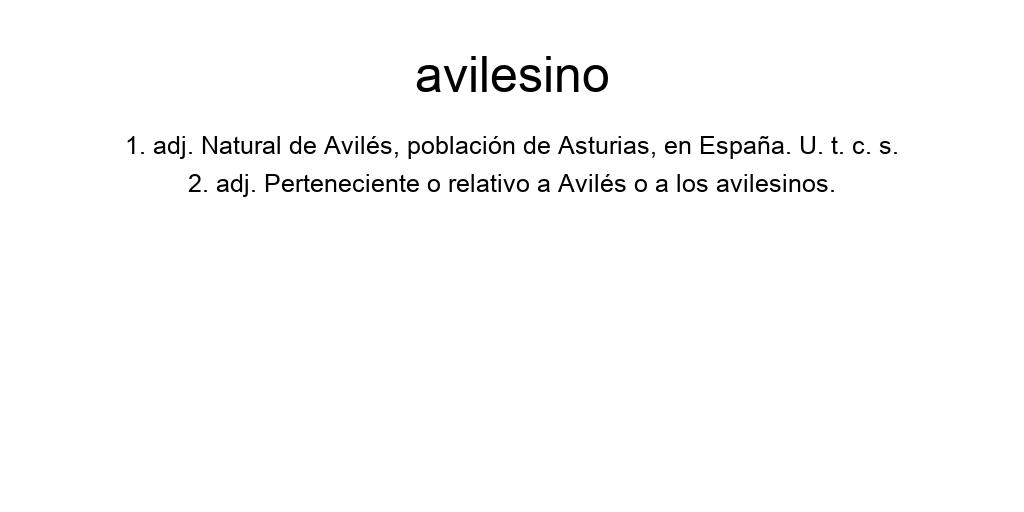 avilesino
1. adj. Natural de Avilés, población de Asturias, en España. U. t. c. s.
2. adj. Perteneciente o relativo a Avilés o a los avilesinos.